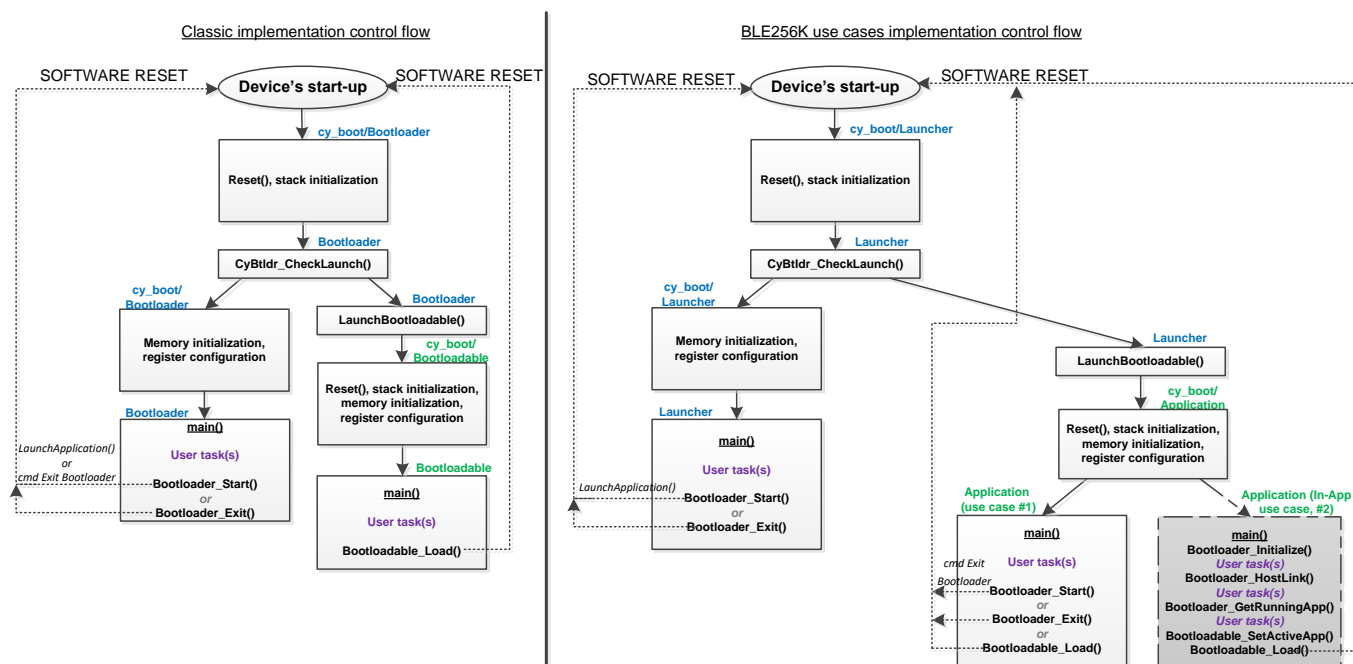 Classic implementation control flow
SOFTWARE RESET
SOFTWARE RESET
Device's start-up
cy_boot/Bootloader
Reset(), stack initialization
Bootloader
CyBtldr_CheckLaunch()
cy_boot/
Bootloader
Bootloader
LaunchBootloadable()
Memory initialization,
register configuration
cy_boot/
Bootloadable
Reset(), stack initialization,
memory initialization,
register configuration
Bootloader
main()
User task(s)
LaunchApplication()
or
cmd Exit Bootloader
Bootloader_Start()
or
Bootloader_Exit()
Bootloadable
main()
User task(s)
Bootloadable_Load()
BLE256K use cases implementation control flow
SOFTWARE RESET
SOFTWARE RESET
Device's start-up
cy_boot/Launcher
Reset(), stack initialization
Launcher
CyBtldr_CheckLaunch()
cy_boot/
Launcher
Memory initialization,
register configuration
Launcher
LaunchBootloadable()
cy_boot/
Application
Reset(), stack initialization,
memory initialization,
register configuration
Launcher
main()
User task(s)
LaunchApplication()
Bootloader_Start()
or
Bootloader_Exit()
Application
(use case #1)
main()
User task(s)
cmd Exit
Bootloader
Bootloader_Start()
or
Bootloader_Exit()
or
Bootloadable_Load()
Application (In-App
use case, #2)
main()
Bootloader_Initialize()
User task(s)
Bootloader_HostLink()
User task(s)
Bootloader_GetRunningApp()
User task(s)
Bootloadable_SetActiveApp()
Bootloadable_Load()